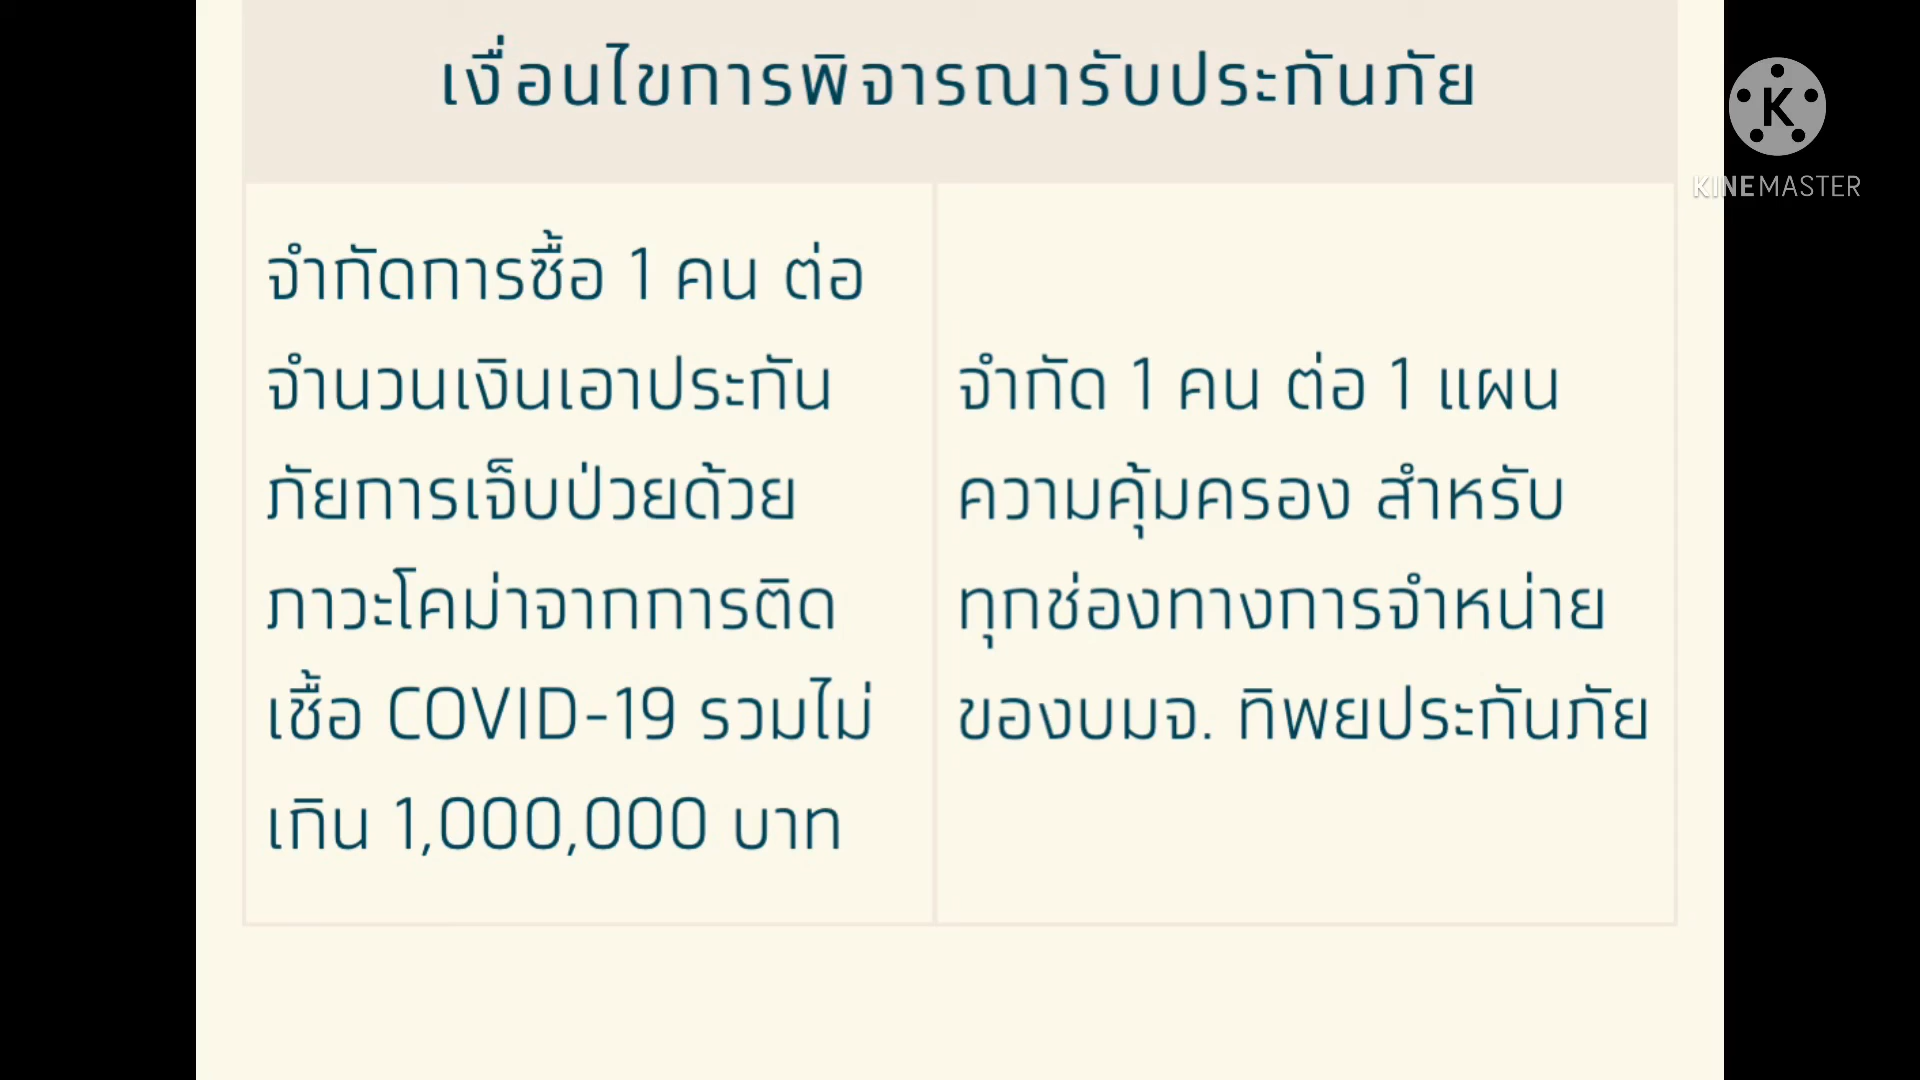 เงื่อนไขการพิจารณารับประกันภัย
จำกัดการซื้อ 1 คน ต่อ
จำนวนเงินเอาประกัน
ภัยการเจ็บป่วยด้วย
ภาวะโคม่าจากการติด
เชื้อ COVID-19 รวมไม่
เกิน 1,000,000 บาท
จำกัด 1 คน ต่อ 1 แผน
ความคุ้มครอง สำหรับ
ทุกช่องทางการจำหน่าย
ของบมจ. ทิพยประกันภัย
K
KINEMASTER